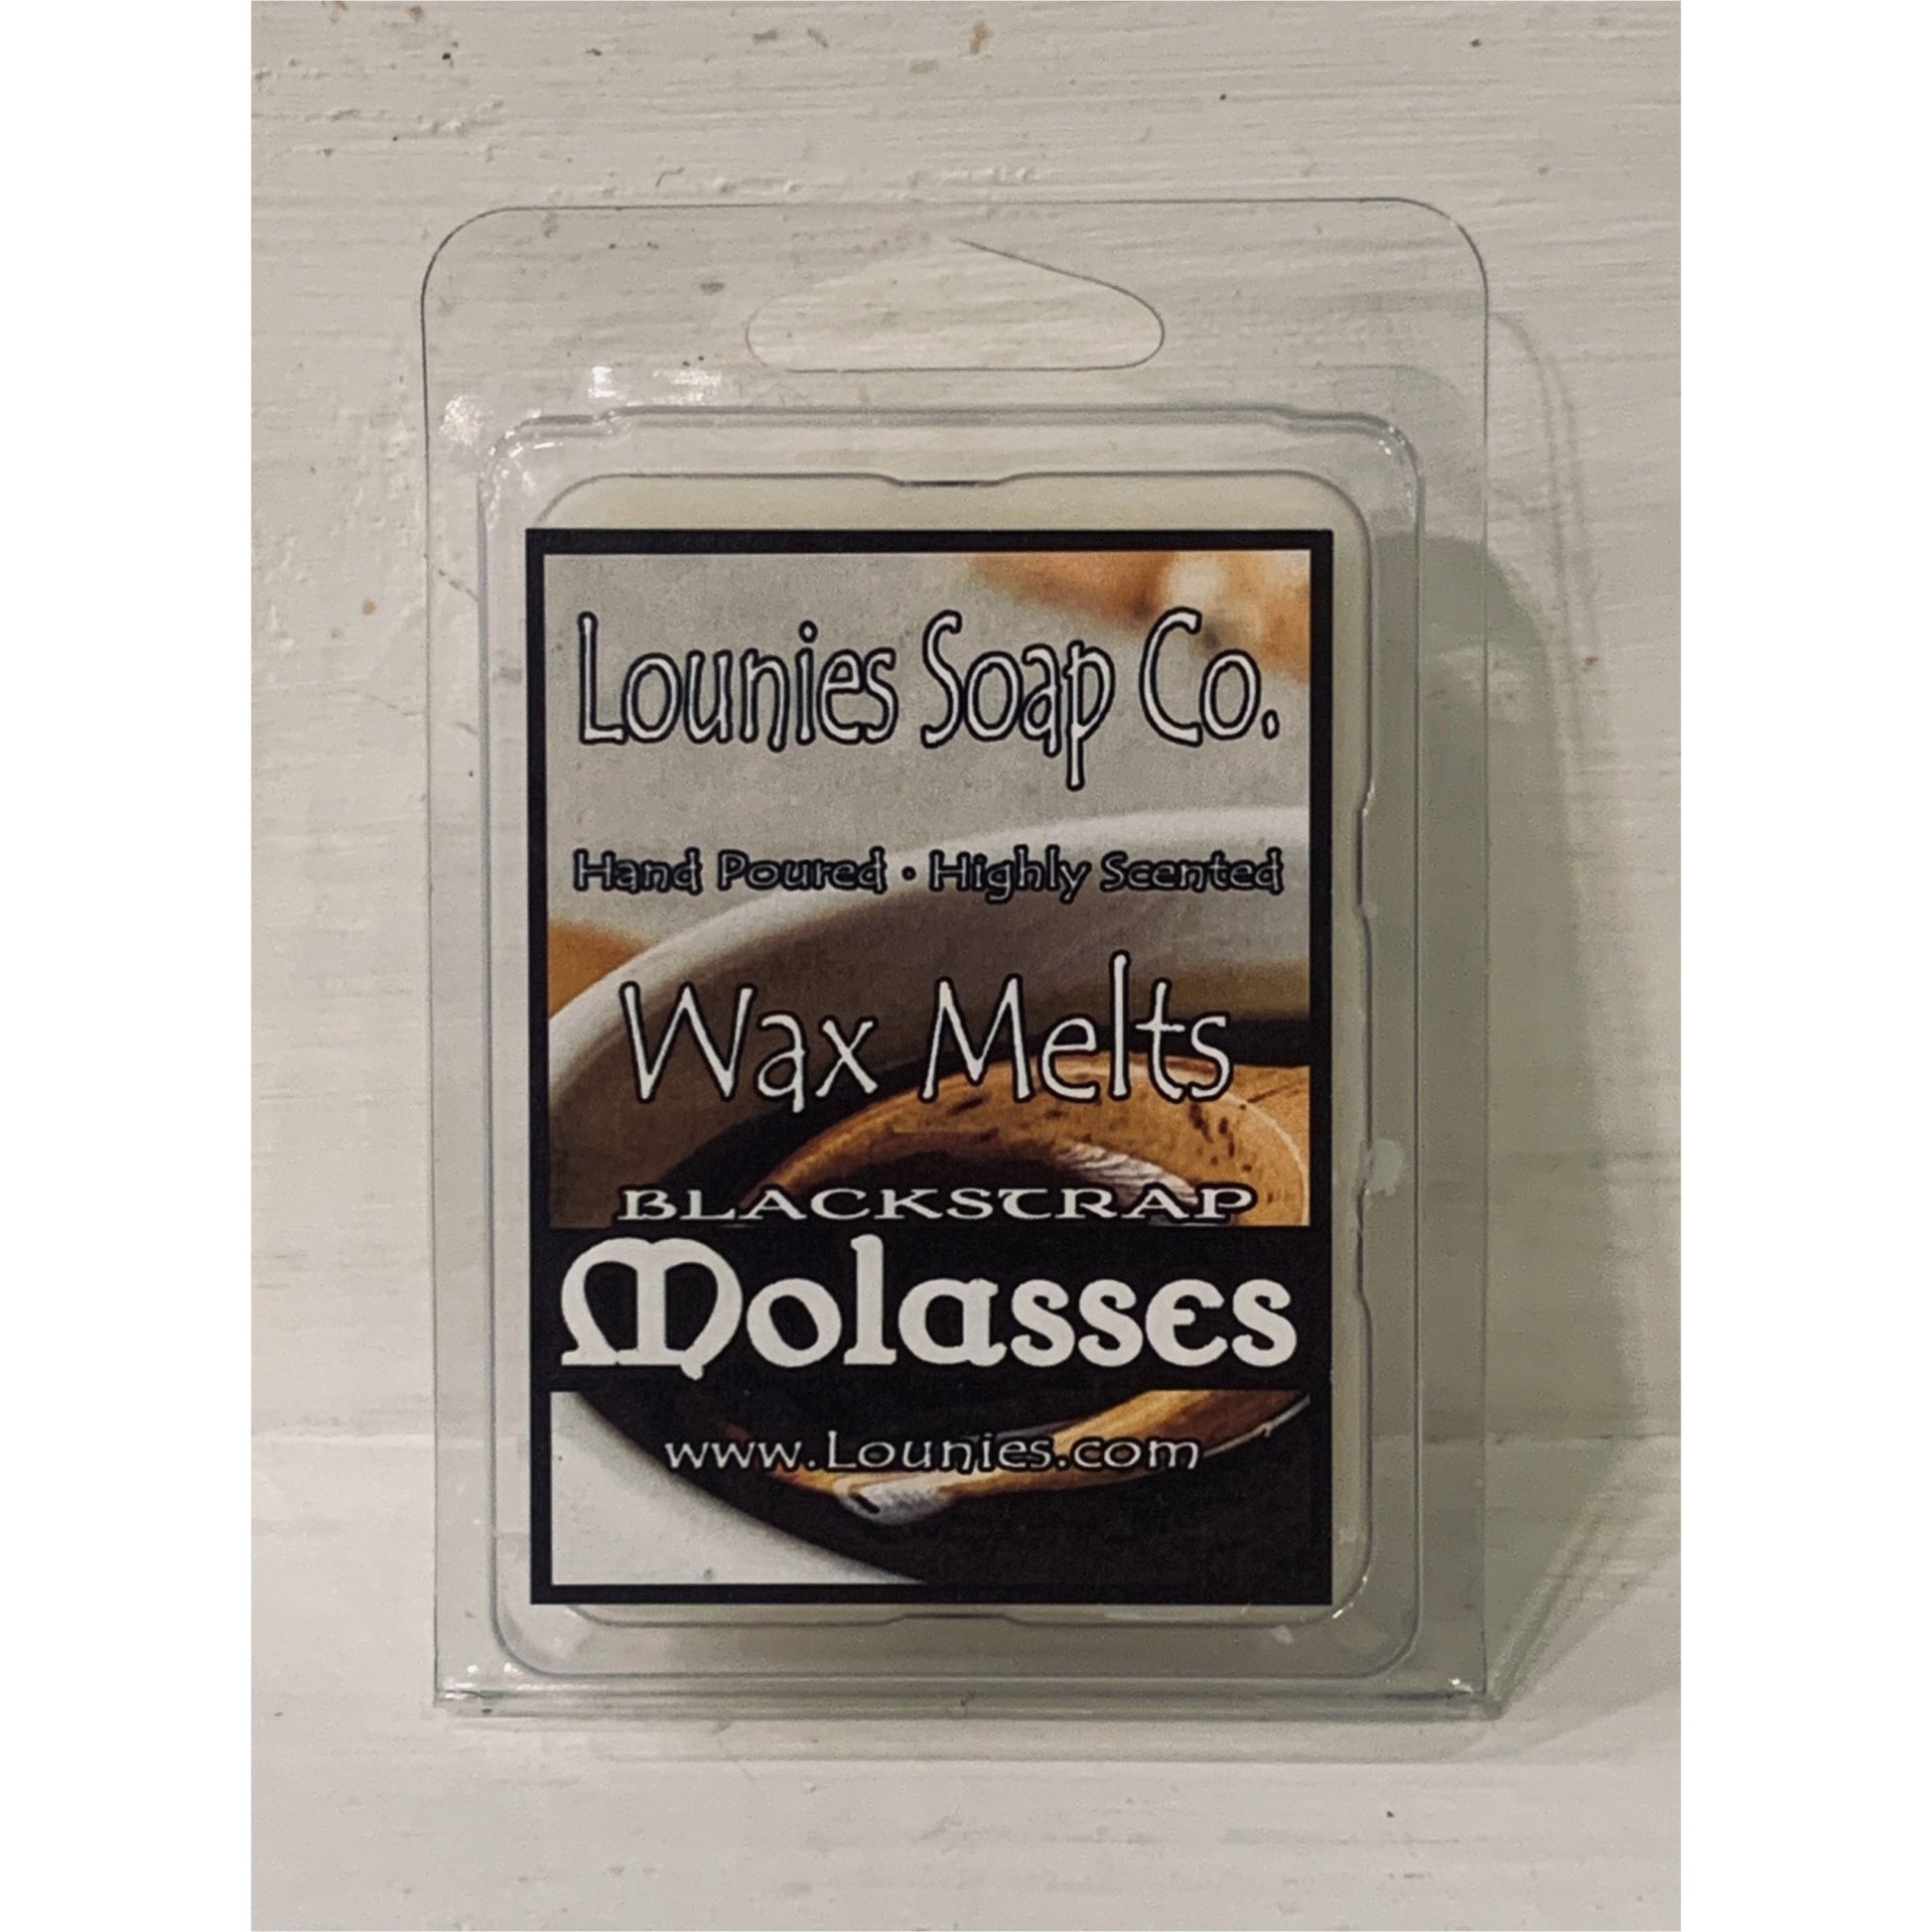 Lounies Soap Co.
Hand Poured • Highly Scented
Wax Melts
BLACKSTRAP
Molasses
www.Lounies.com